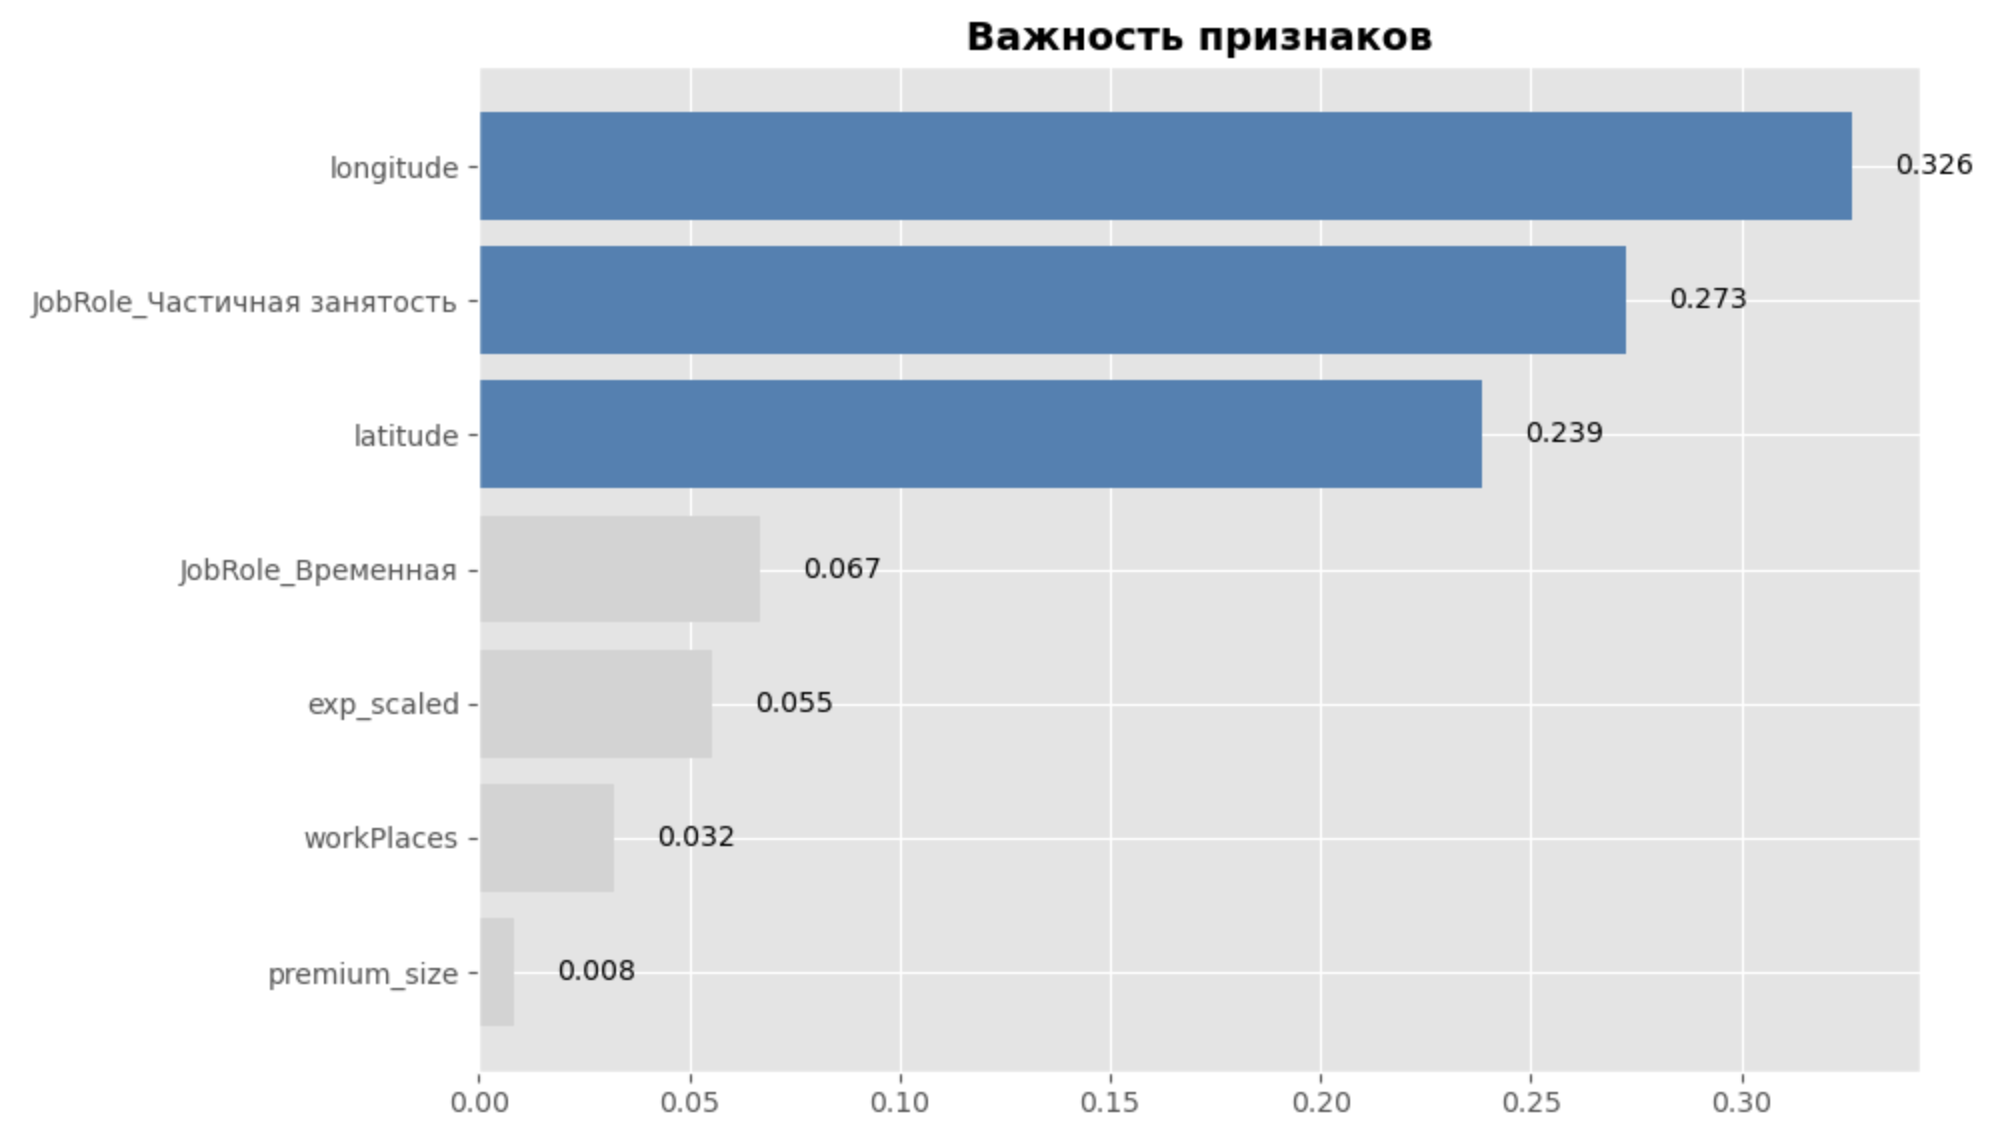 Важность признаков
longitude
0.326
JobRole_Частичная занятость
0.273
latitude
0.239
JobRole_Временная
0.067
exp_scaled
0.055
workPlaces
0.032
premium_size
0.008
0.00 0.05 0.10 0.15 0.20 0.25 0.30